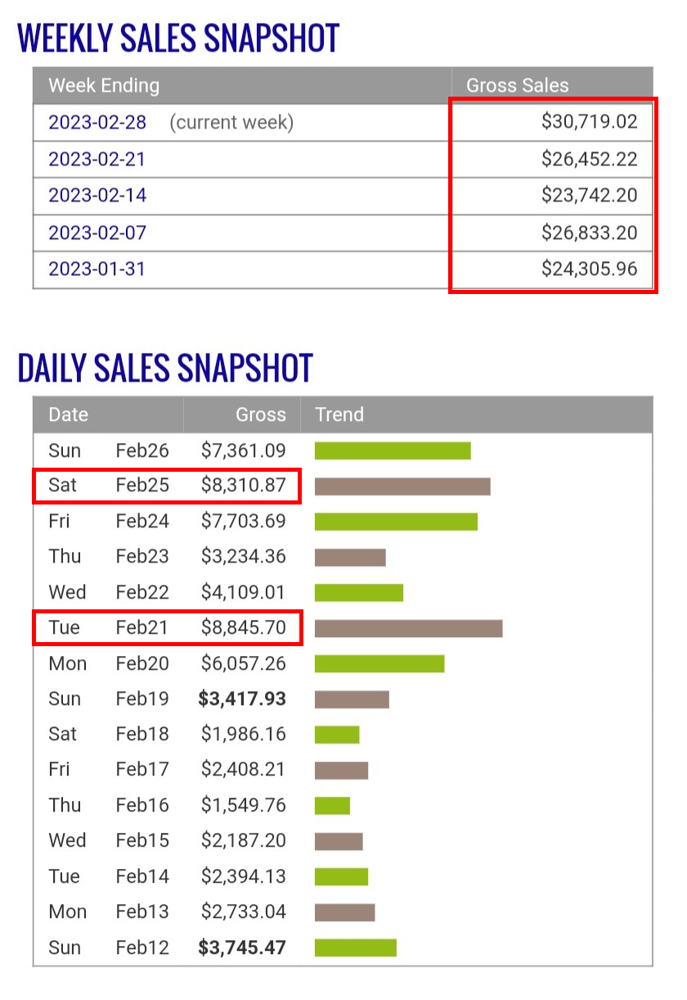 WEEKLY SALES SNAPSHOT
Week Ending Gross Sales
2023-02-28 (current week) $30,719.02
2023-02-21 $26,452.22
2023-02-14 $23,742.20
2023-02-07 $26,833.20
2023-01-31 $24,305.96
DAILY SALES SNAPSHOT
Date Gross Trend
Sun Feb26 $7,361.09
Sat Feb25 $8,310.87
Fri Feb24 $7,703.69
Thu Feb23 $3,234.36
Wed Feb22 $4,109.01
Tue Feb21 $8,845.70
Mon Feb20 $6,057.26
Sun Feb19 $3,417.93
Sat Feb18 $1,986.16
Fri Feb17 $2,408.21
Thu Feb16 $1,549.76
Wed Feb15 $2,187.20
Tue Feb14 $2,394.13
Mon Feb13 $2,733.04
Sun Feb12 $3,745.47